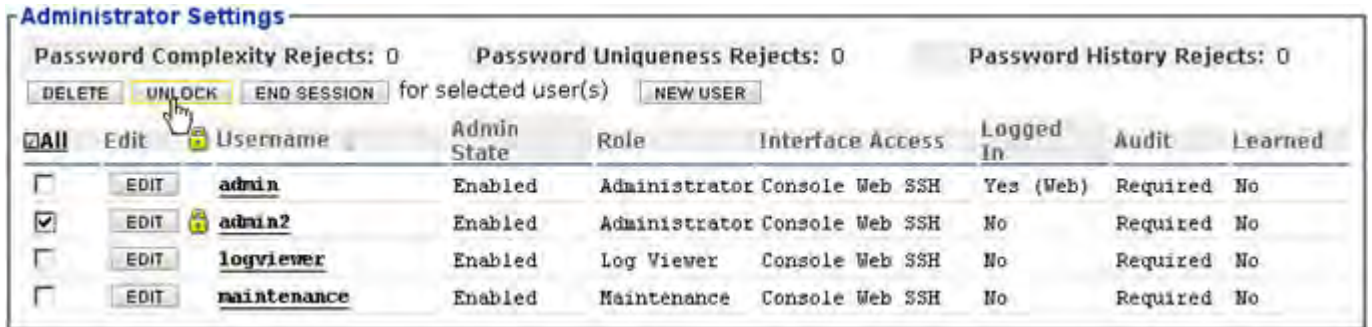 Administrator Settings
Password Complexity Rejects: 0 Password Uniqueness Rejects: 0 Password History Rejects: 0
DELETE UNLOCK END SESSION for selected user(s) NEW USER
All Edit Username Admin State Role Interface Access Logged In Audit Learned
EDIT admin Enabled Administrator Console Web SSH Yes (Web) Required No
EDIT admin2 Enabled Administrator Console Web SSH No Required No
EDIT logviewer Enabled Log Viewer Console Web SSH No Required No
EDIT maintenance Enabled Maintenance Console Web SSH No Required No